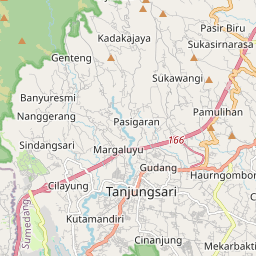 Pasir Biru
Kadakajaya
Sukasirnarasa
Genteng
Sukawangi
Banyuresmi
Pamulihan
Nanggerang
Pasigaran
166
Sindangsari
Margaluyu
Gudang
Haurngombon
Cilayung
Tanjungsari
Sumedang
Kutamandiri
Cinanjung
Mekarbakti